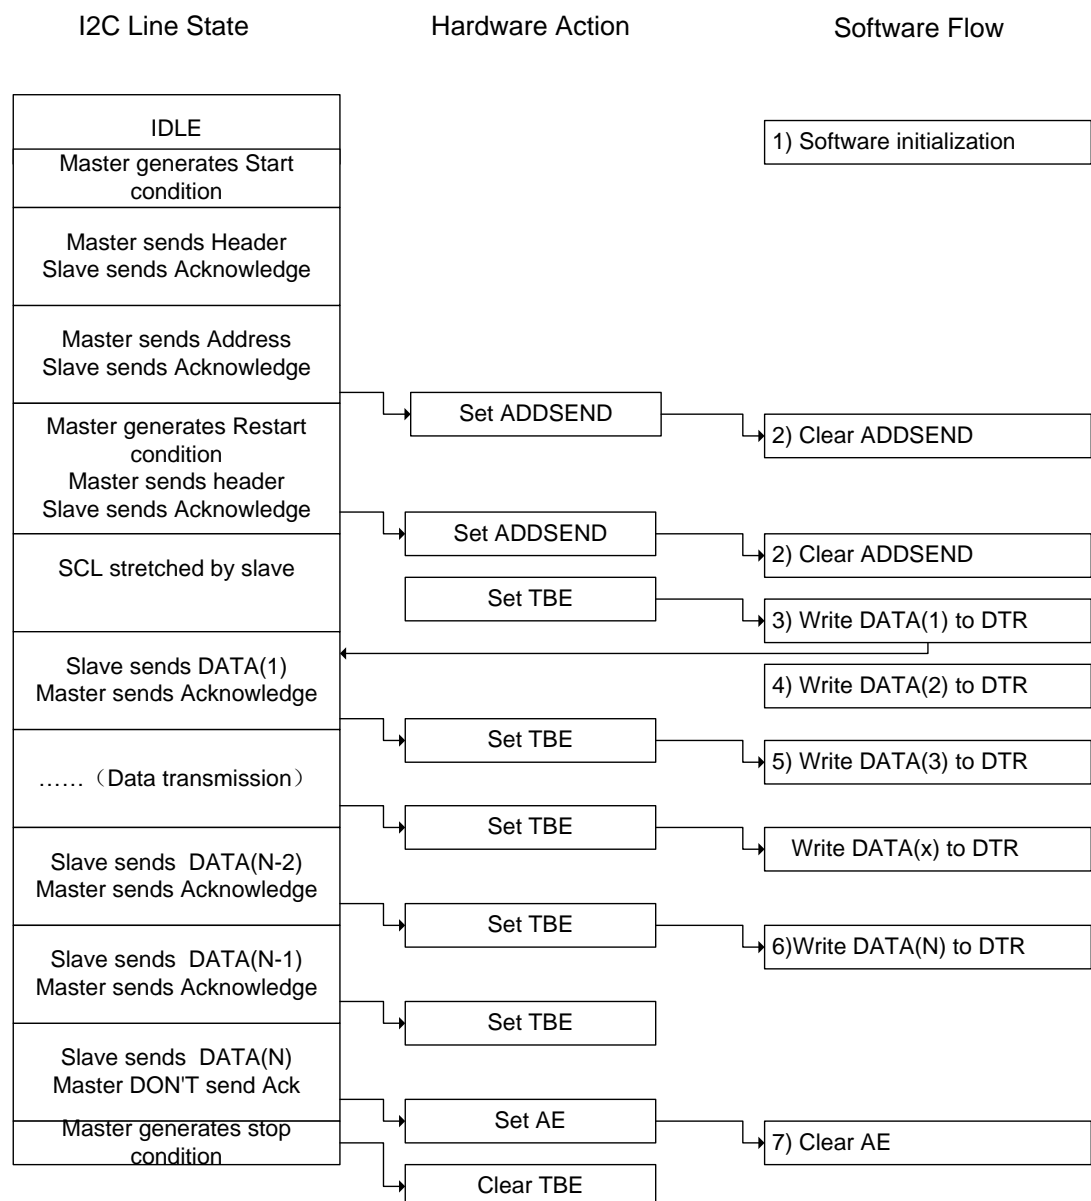 I2C Line State
Hardware Action
Software Flow
IDLE
1) Software initialization
Master generates Start
condition
Master sends Header
Slave sends Acknowledge
Master sends Address
Slave sends Acknowledge
Set ADDSEND
2) Clear ADDSEND
Master generates Restart
condition
Master sends header
Slave sends Acknowledge
Set ADDSEND
2) Clear ADDSEND
SCL stretched by slave
Set TBE
3) Write DATA(1) to DTR
Slave sends DATA(1)
Master sends Acknowledge
4) Write DATA(2) to DTR
Set TBE
5) Write DATA(3) to DTR
……（Data transmission）
Set TBE
Write DATA(x) to DTR
Slave sends  DATA(N-2)
Master sends Acknowledge
Set TBE
6)Write DATA(N) to DTR
Slave sends  DATA(N-1)
Master sends Acknowledge
Set TBE
Slave sends  DATA(N)
Master DON'T send Ack
Set AE
7) Clear AE
Master generates stop
condition
Clear TBE